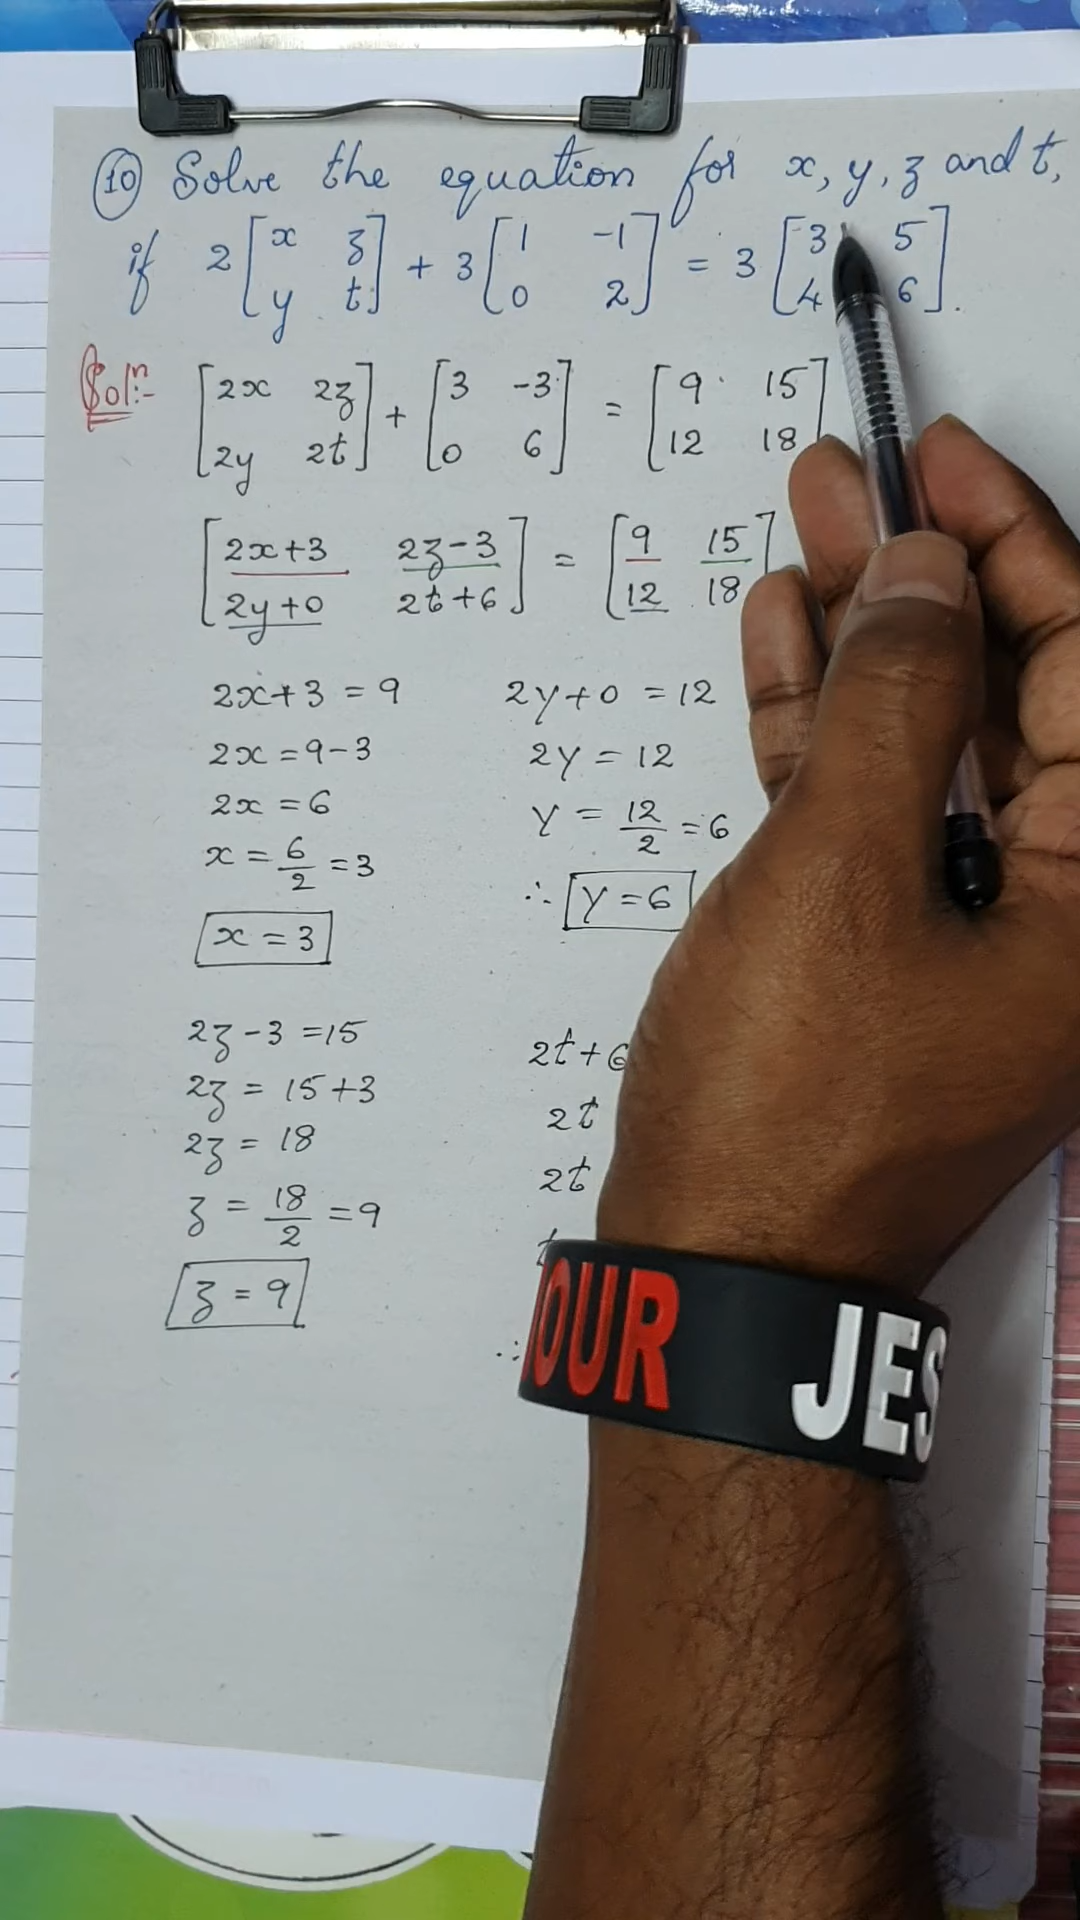 (10) Solve the equation for x, y, z and t,
if 2 [x z; y t] + 3 [1 -1; 0 2] = 3 [3 5; 4 6].
Solⁿ:-
[2x 2z; 2y 2t] + [3 -3; 0 6] = [9 15; 12 18]
[2x+3 2z-3; 2y+0 2t+6] = [9 15; 12 18]
2x+3 = 9
2x = 9-3
2x = 6
x = 6/2 = 3
x = 3
2y+0 = 12
2y = 12
y = 12/2 = 6
∴ y = 6
2z-3 = 15
2z = 15+3
2z = 18
z = 18/2 = 9
z = 9
2t+6
2t
2t
t
∴
OUR JES